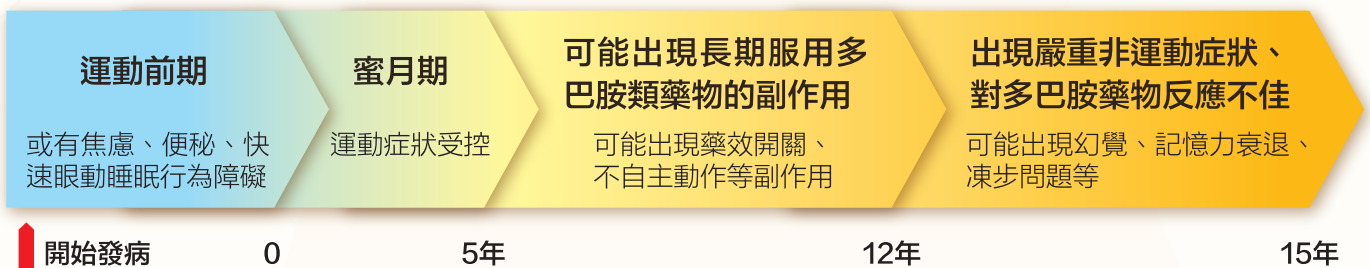 運動前期
或有焦慮、便秘、快
速眼動睡眠行為障礙
蜜月期
運動症狀受控
可能出現長期服用多
巴胺類藥物的副作用
可能出現藥效開關、
不自主動作等副作用
出現嚴重非運動症狀、
對多巴胺藥物反應不佳
可能出現幻覺、記憶力衰退、
凍步問題等
開始發病 0 5年 12年 15年